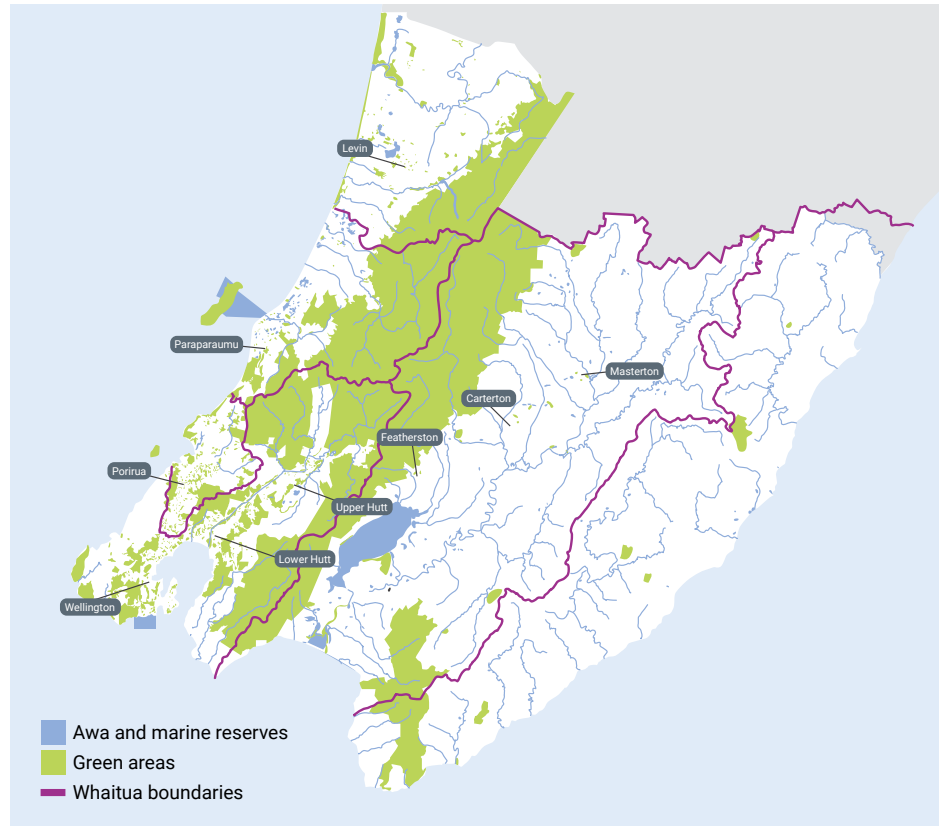 Levin
Paraparaumu
Masterton
Carterton
Featherston
Porirua
Upper Hutt
Lower Hutt
Wellington
Awa and marine reserves
Green areas
Whaitua boundaries